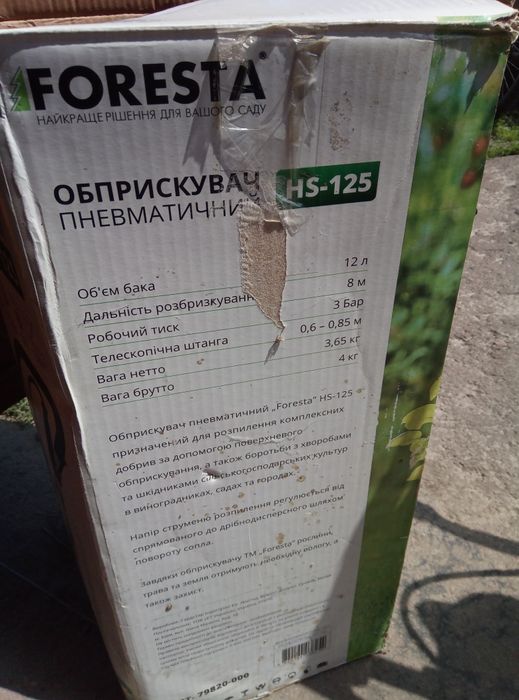 FORESTA®
НАЙКРАЩЕ РІШЕННЯ ДЛЯ ВАШОГО САДУ
ОБПРИСКУВАЧ HS-125
ПНЕВМАТИЧНИЙ
Об'єм бака 12 л
Дальність розбризкуванн 8 м
Робочий тиск 3 Бар
Телескопічна штанга 0,6 – 0,85 м
Вага нетто 3,65 кг
Вага брутто 4 кг
Обприскувач пневматичний „Foresta" HS-125
призначений для розпилення комплексних
добрив за допомогою поверхневого
обприскування, а також боротьби з хворобами
та шкідниками сільськогосподарських культур
в виноградниках, садах та городах.
Напір струменю розпилення регулюється від
спрямованого до дрібнодисперсного шляхом
повороту сопла.
Завдяки обприскувачу ТМ „Foresta" рослини,
трава та земля отримують необхідну вологу, а
також захист.
79820-000